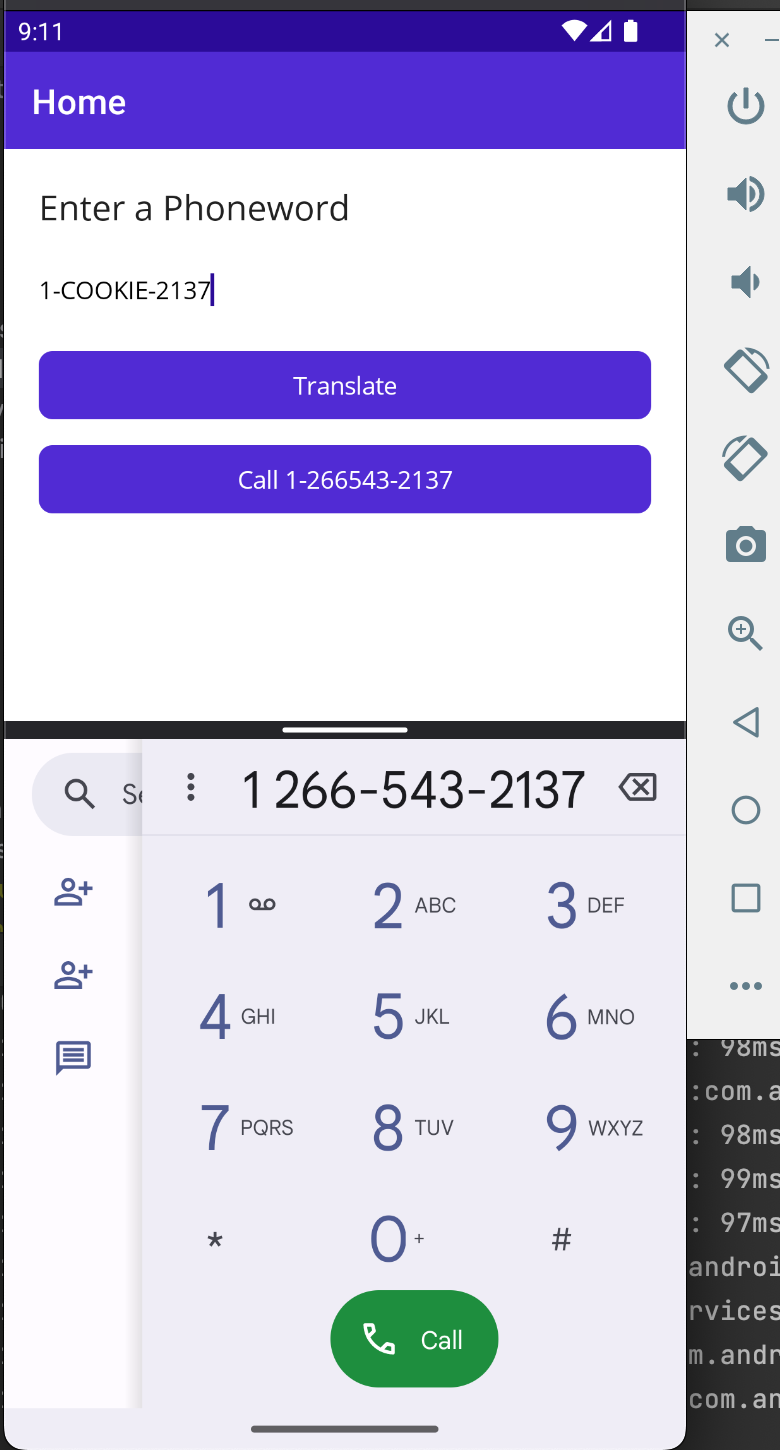 9:11
Home
Enter a Phoneword
1-COOKIE-2137
Translate
Call 1-266543-2137
1 266-543-2137
1
2 ABC
3 DEF
4 GHI
5 JKL
6 MNO
7 PQRS
8 TUV
9 WXYZ
*
0 +
#
Call
: 98ms
:com.a
: 98ms
: 99ms
: 97ms
androi
rvices
m.andr
com.an